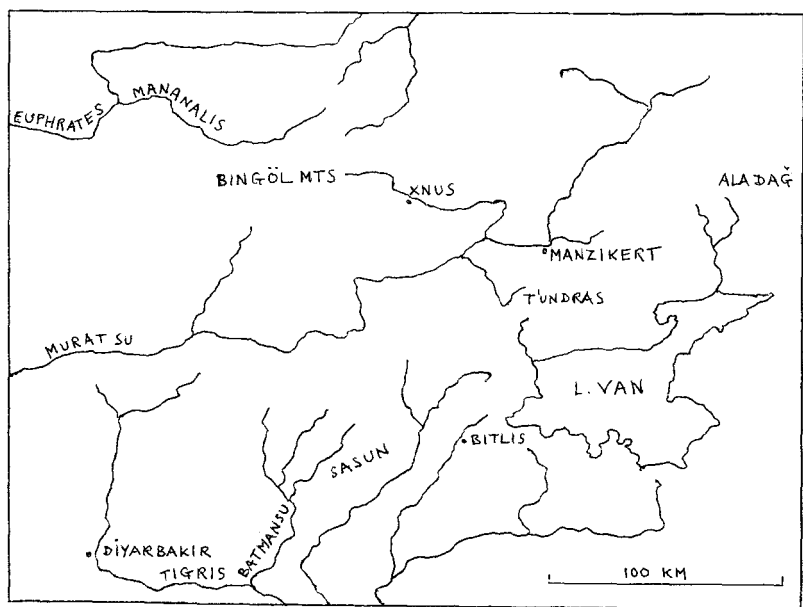 EUPHRATES
MANANALIS
BINGÖL MTS
XNUS
ALADAĞ
MANZIKERT
T'UNDRAS
MURAT SU
L. VAN
BITLIS
SASUN
BATMANSU
DIYARBAKIR
TIGRIS
100 KM